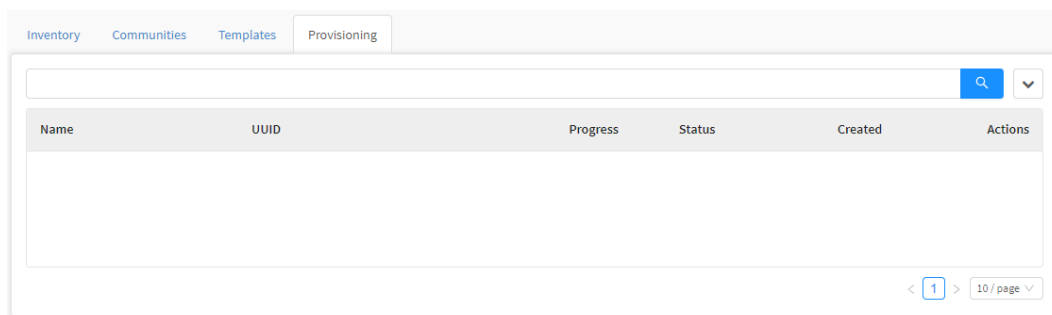 Inventory Communities Templates Provisioning
Name UUID Progress Status Created Actions
< 1 > 10 / page